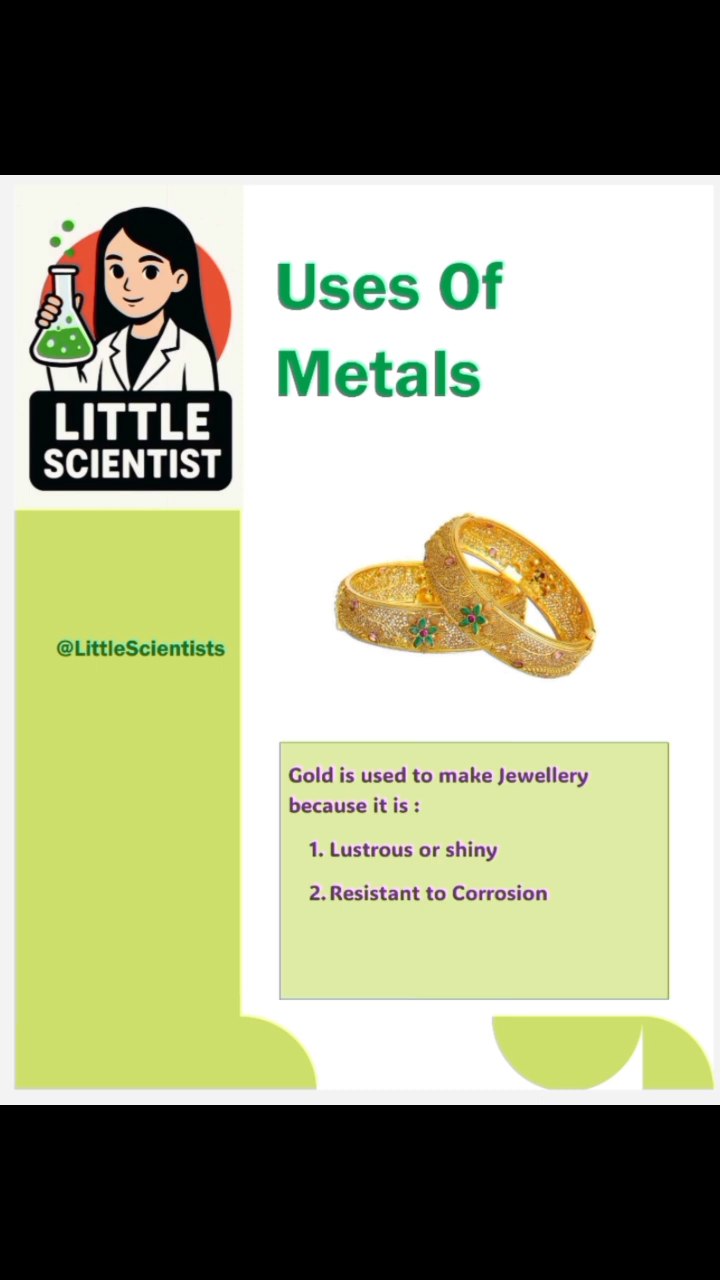 LITTLE
SCIENTIST
Uses Of
Metals
@LittleScientists
Gold is used to make Jewellery
because it is :
1. Lustrous or shiny
2. Resistant to Corrosion